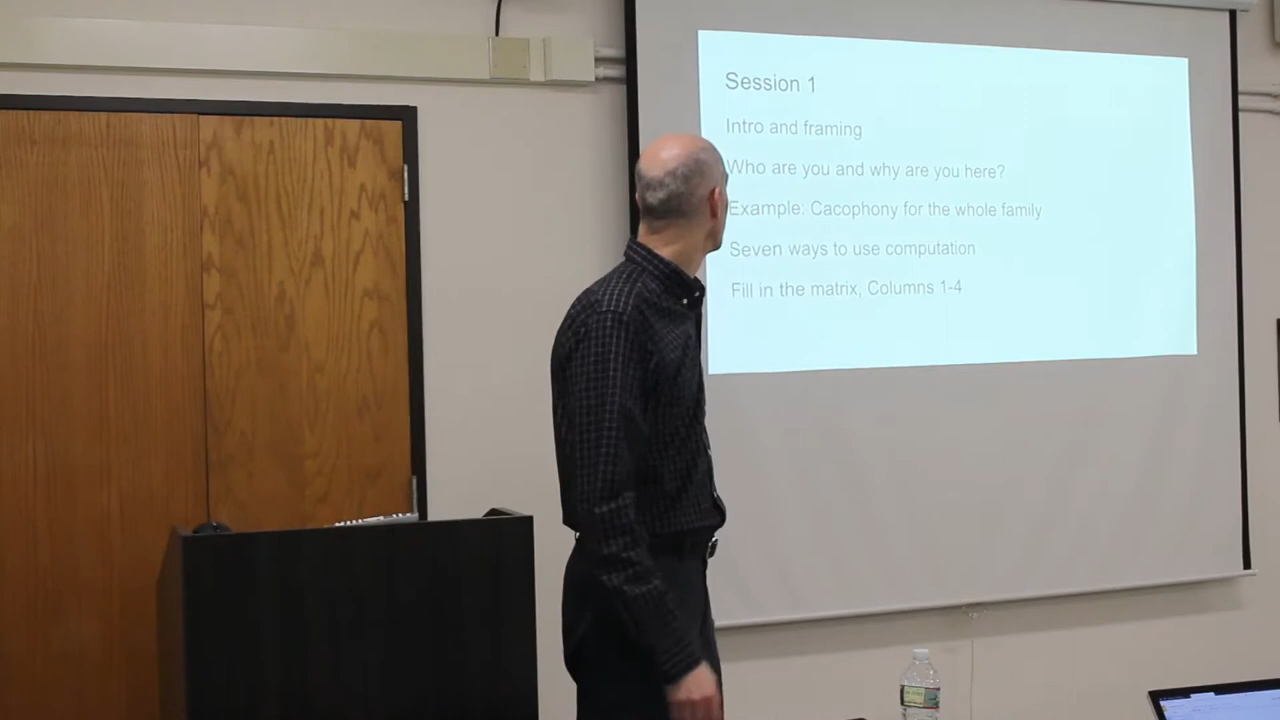 Session 1
Intro and framing
Who are you and why are you here?
Example: Cacophony for the whole family
Seven ways to use computation
Fill in the matrix, Columns 1-4